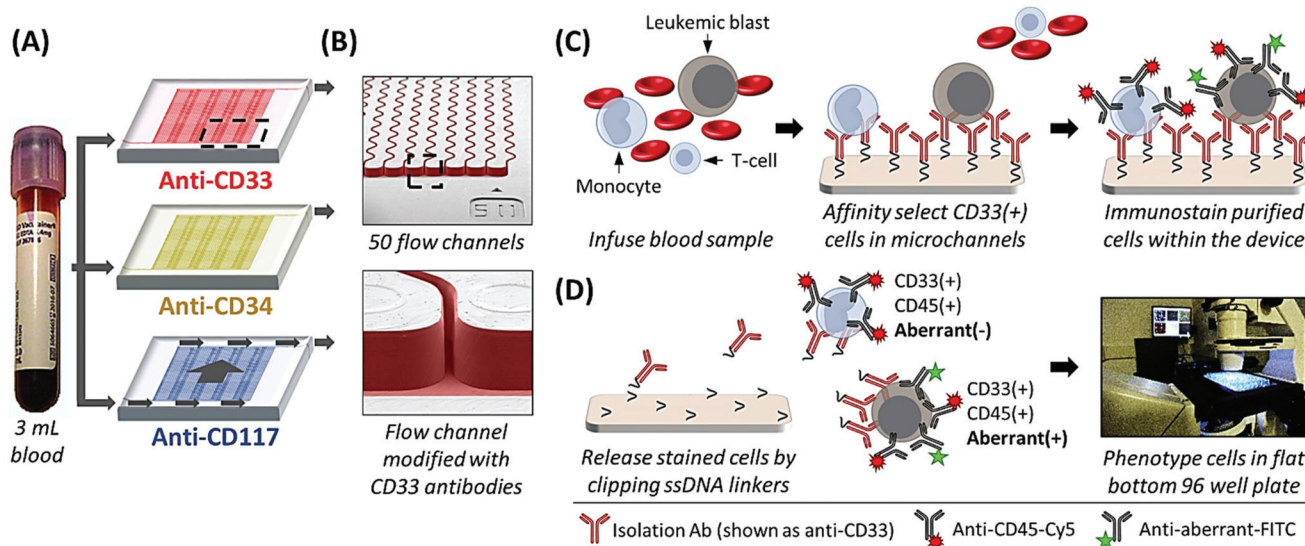 (A)
Anti-CD33
Anti-CD34
Anti-CD117
3 mL
blood
(B)
50 flow channels
Flow channel
modified with
CD33 antibodies
(C)
Leukemic blast
T-cell
Monocyte
Infuse blood sample
Affinity select CD33(+)
cells in microchannels
Immunostain purified
cells within the device
(D)
CD33(+)
CD45(+)
Aberrant(-)
CD33(+)
CD45(+)
Aberrant(+)
Release stained cells by
clipping ssDNA linkers
Phenotype cells in flat
bottom 96 well plate
Isolation Ab (shown as anti-CD33)
Anti-CD45-Cy5
Anti-aberrant-FITC